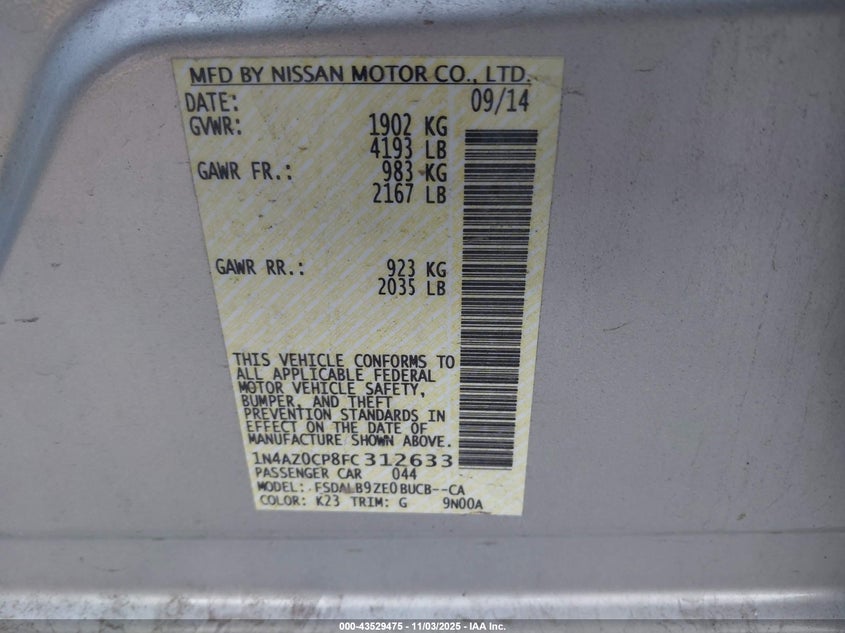 MFD BY NISSAN MOTOR CO., LTD.
DATE: 09/14
GVWR: 1902 KG
4193 LB
GAWR FR.: 983 KG
2167 LB
GAWR RR.: 923 KG
2035 LB
THIS VEHICLE CONFORMS TO
ALL APPLICABLE FEDERAL
MOTOR VEHICLE SAFETY,
BUMPER, AND THEFT
PREVENTION STANDARDS IN
EFFECT ON THE DATE OF
MANUFACTURE SHOWN ABOVE.
1N4AZ0CP8FC312633
PASSENGER CAR 044
MODEL: BUCB--CA
COLOR: K23 TRIM: G 9N00A
000-43529475 - 11/03/2025 - IAA Inc.